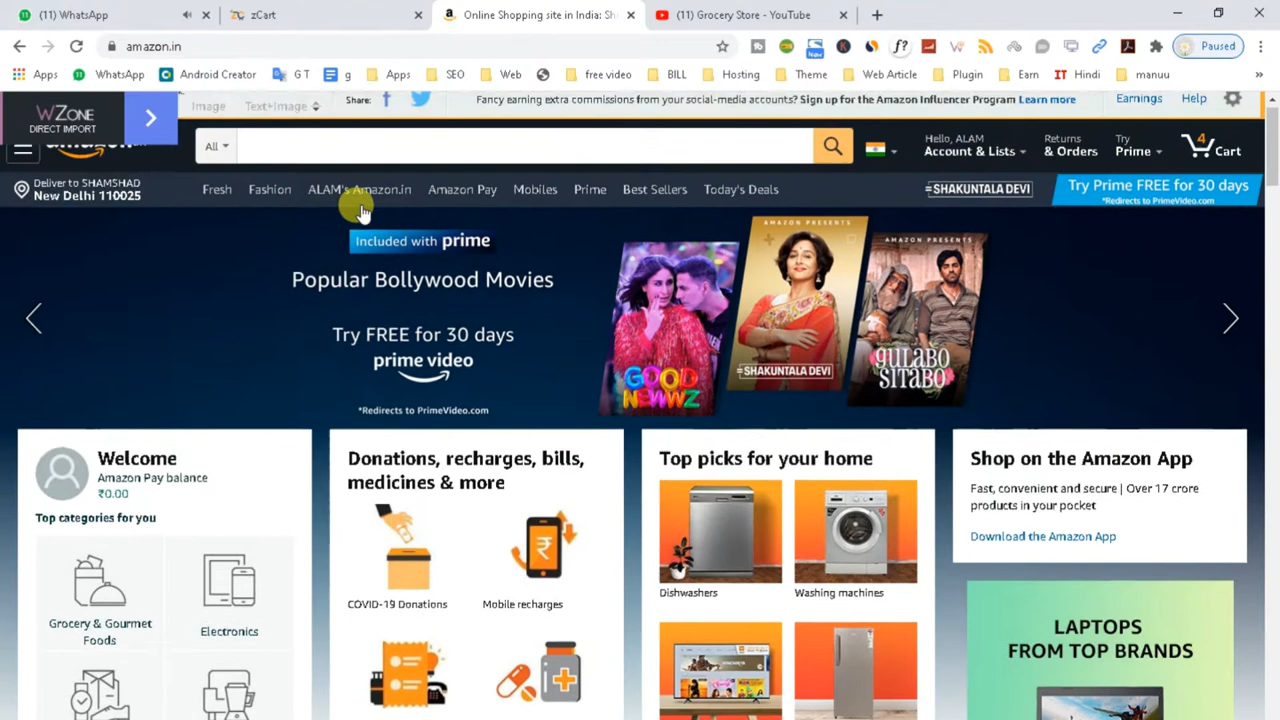 (11) WhatsApp
zCart
Online Shopping site in India: Sh
(11) Grocery Store - YouTube
amazon.in
Paused
Apps
WhatsApp
Android Creator
G T
g
Apps
SEO
Web
free video
BILL
Hosting
Theme
Web Article
Plugin
Earn
IT Hindi
manuu
New
WZONE
DIRECT IMPORT
Image
Text+Image
Share:
Fancy earning extra commissions from your social-media accounts? Sign up for the Amazon Influencer Program Learn more
Earnings
Help
All
Hello, ALAM
Account & Lists
Returns
& Orders
Try
Prime
4
Cart
Deliver to SHAMSHAD
New Delhi 110025
Fresh
Fashion
ALAM's Amazon.in
Amazon Pay
Mobiles
Prime
Best Sellers
Today's Deals
#SHAKUNTALA DEVI
Try Prime FREE for 30 days
*Redirects to PrimeVideo.com
Included with prime
Popular Bollywood Movies
Try FREE for 30 days
prime video
*Redirects to PrimeVideo.com
GOOD
NEWWZ
AMAZON PRESENTS
#SHAKUNTALA DEVI
AMAZON PRESENTS
GULABO
SITABO
Welcome
Amazon Pay balance
₹0.00
Top categories for you
Grocery & Gourmet
Foods
Electronics
Donations, recharges, bills,
medicines & more
COVID-19 Donations
Mobile recharges
Top picks for your home
Dishwashers
Washing machines
Shop on the Amazon App
Fast, convenient and secure | Over 17 crore
products in your pocket
Download the Amazon App
LAPTOPS
FROM TOP BRANDS